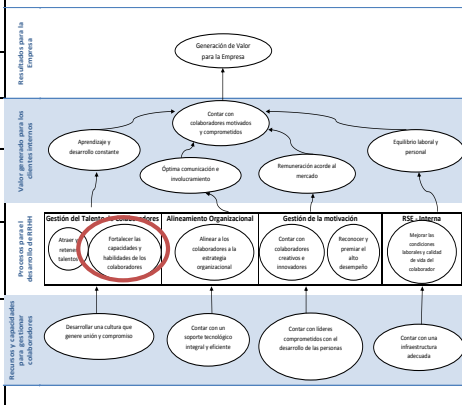 Resultados para la
Empresa
Generación de Valor
para la Empresa
Valor generado para los
clientes internos
Contar con
colaboradores motivados
y comprometidos
Aprendizaje y
desarrollo constante
Equilibrio laboral y
personal
Óptima comunicación e
involucramiento
Remuneración acorde al
mercado
Procesos para el
desarrollo de RRHH
Gestión del Talento de Colaboradores
Alineamiento Organizacional
Gestión de la motivación
RSE - Interna
Atraer y
retener
talentos
Fortalecer las
capacidades y
habilidades de los
colaboradores
Alinear a los
colaboradores a la
estrategia
organizacional
Contar con
colaboradores
creativos e
innovadores
Reconocer y
premiar el
alto
desempeño
Mejorar las
condiciones
laborales y calidad
de vida del
colaborador
Recursos y capacidades
para gestionar
colaboradores
Desarrollar una cultura que
genere unión y compromiso
Contar con un
soporte tecnológico
integral y eficiente
Contar con líderes
comprometidos con el
desarrollo de las personas
Contar con una
infraestructura
adecuada